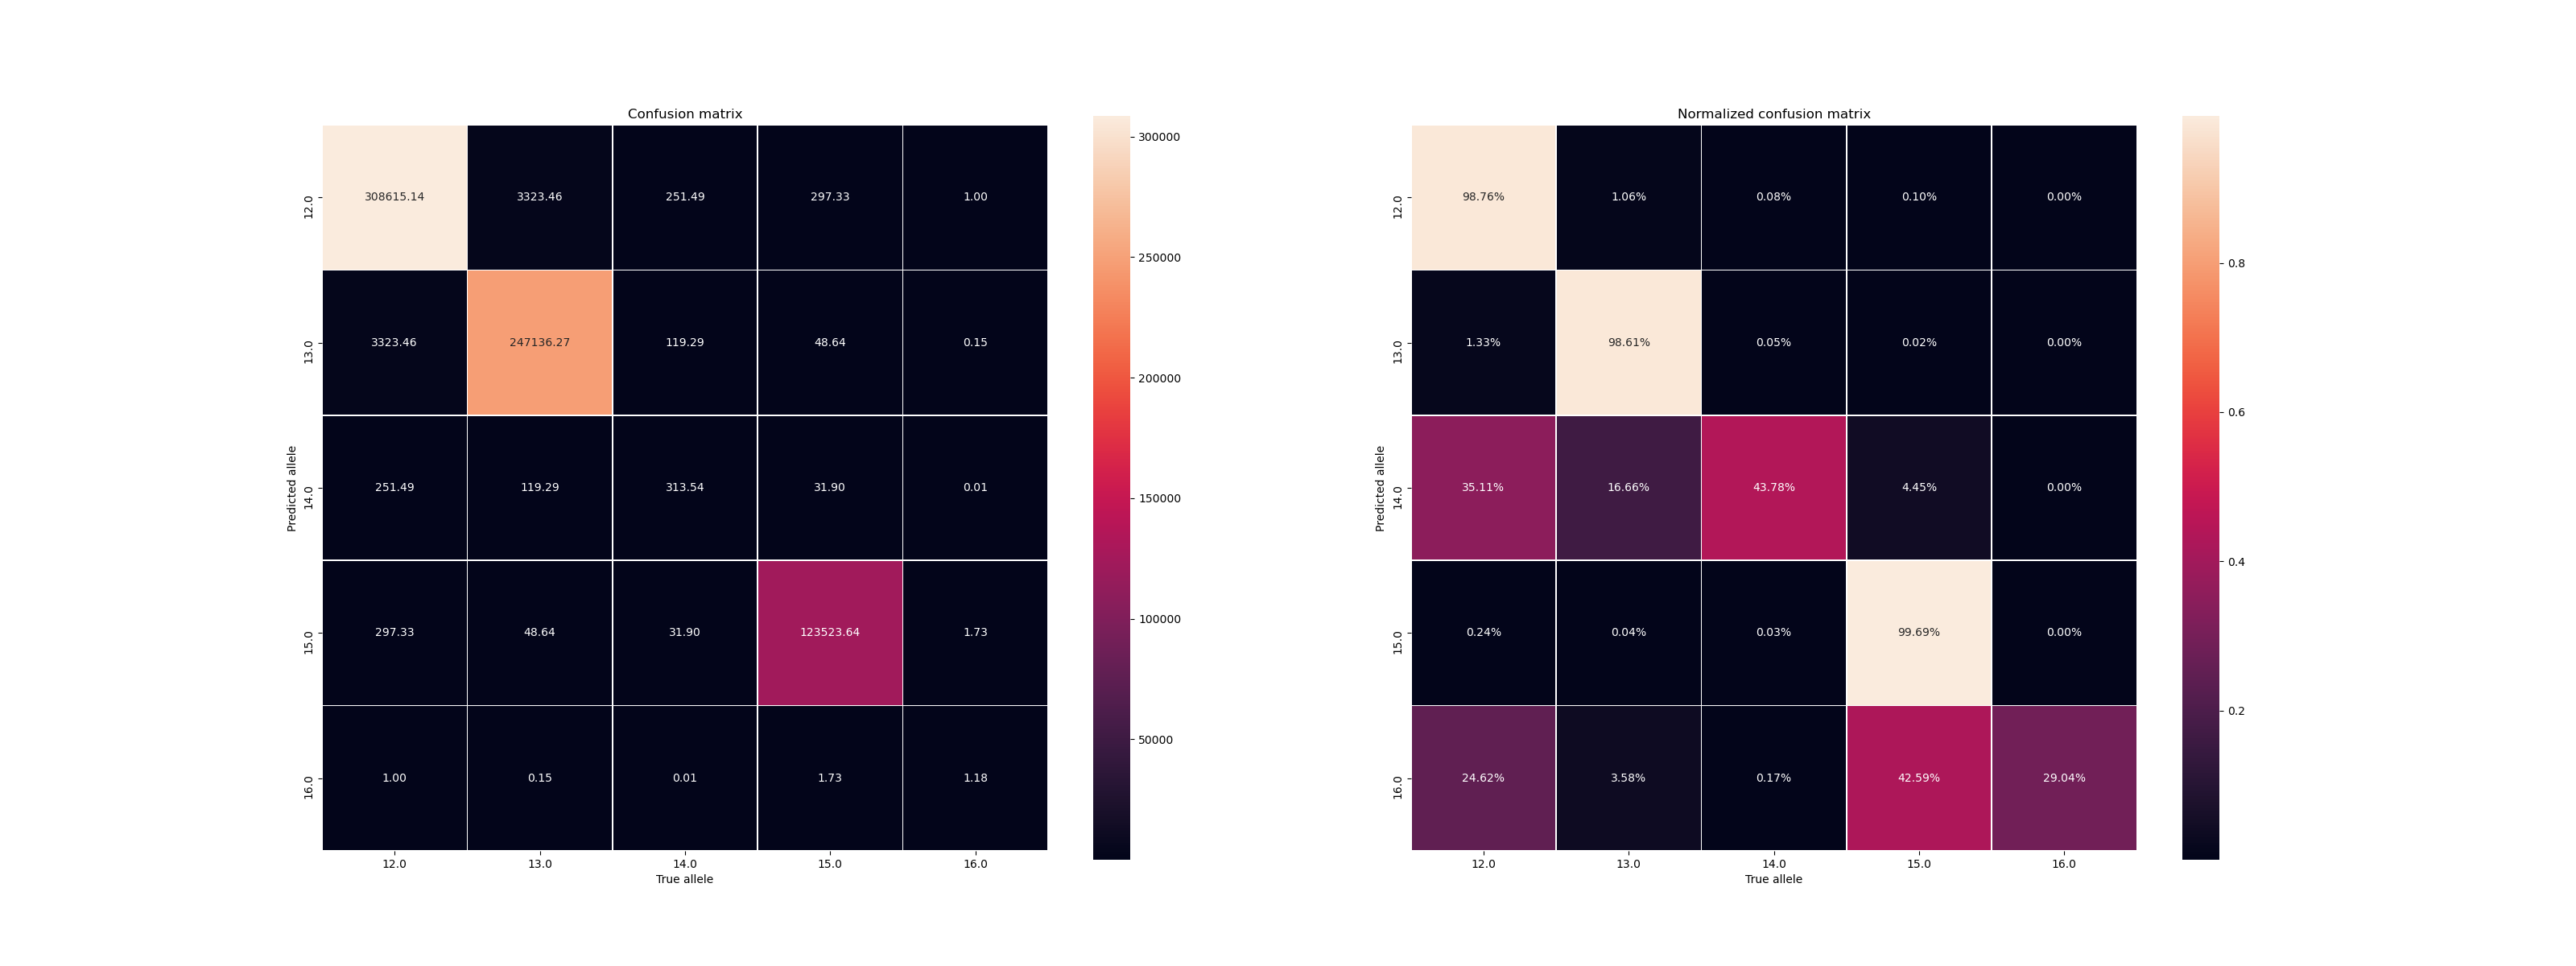 Confusion matrix
308615.14 3323.46 251.49 297.33 1.00
3323.46 247136.27 119.29 48.64 0.15
251.49 119.29 313.54 31.90 0.01
297.33 48.64 31.90 123523.64 1.73
1.00 0.15 0.01 1.73 1.18
12.0
13.0
14.0
15.0
16.0
Predicted allele
12.0 13.0 14.0 15.0 16.0
True allele
300000
250000
200000
150000
100000
50000
Normalized confusion matrix
98.76% 1.06% 0.08% 0.10% 0.00%
1.33% 98.61% 0.05% 0.02% 0.00%
35.11% 16.66% 43.78% 4.45% 0.00%
0.24% 0.04% 0.03% 99.69% 0.00%
24.62% 3.58% 0.17% 42.59% 29.04%
12.0
13.0
14.0
15.0
16.0
Predicted allele
12.0 13.0 14.0 15.0 16.0
True allele
0.8
0.6
0.4
0.2